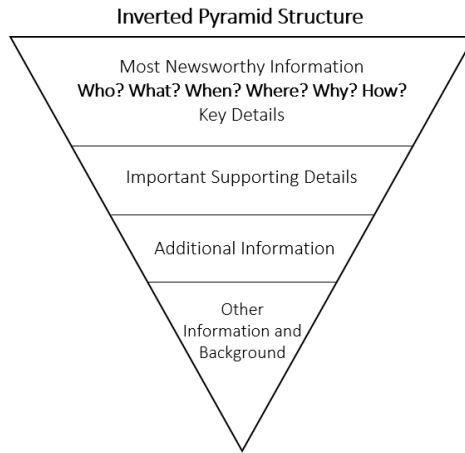 Inverted Pyramid Structure
Most Newsworthy Information
Who? What? When? Where? Why? How?
Key Details
Important Supporting Details
Additional Information
Other
Information and
Background